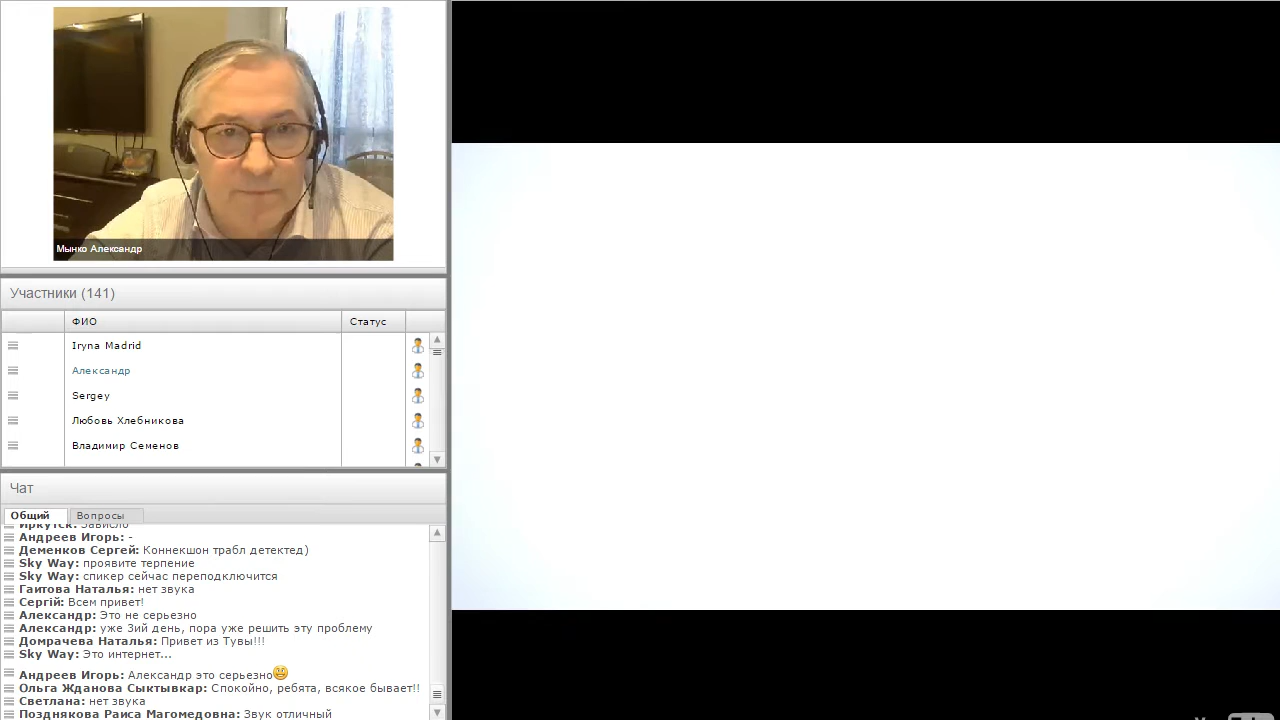 Мынко Александр
Участники (141)
ФИО
Статус
Iryna Madrid
Александр
Sergey
Любовь Хлебникова
Владимир Семенов
Чат
Общий
Вопросы
Иркутск: Зависло
Андреев Игорь: -
Деменков Сергей: Коннекшон трабл детектед)
Sky Way: проявите терпение
Sky Way: спикер сейчас переподключится
Гаитова Наталья: нет звука
Сергій: Всем привет!
Александр: Это не серьезно
Александр: уже 3ий день, пора уже решить эту проблему
Домрачева Наталья: Привет из Тувы!!!
Sky Way: Это интернет...
Андреев Игорь: Александр это серьезно
Ольга Жданова Сыктывкар: Спокойно, ребята, всякое бывает!!
Светлана: нет звука
Позднякова Раиса Магомедовна: Звук отличный